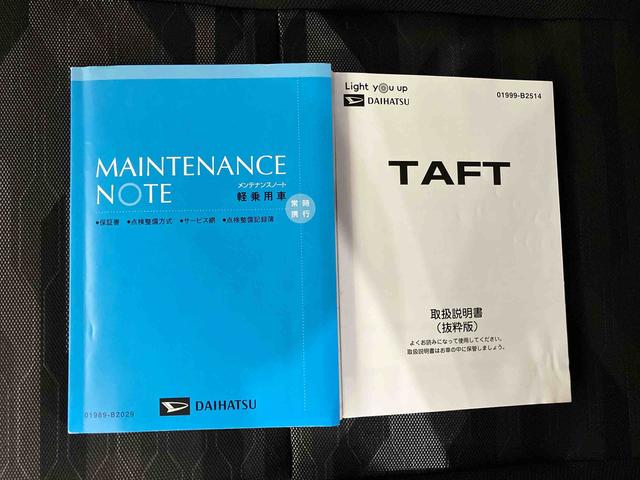 MAINTENANCE
NOTE
メンテナンスノート
軽乗用車
常時
携行
●保証書 ●点検整備方式 ●サービス網 ●点検整備記録簿
01989-B2029
DAIHATSU
Light you up
DAIHATSU
01999-B2514
TAFT
取扱説明書
(抜粋版)
よくお読みになって使用してください。
取扱説明書はお車の中に保管しましょう。